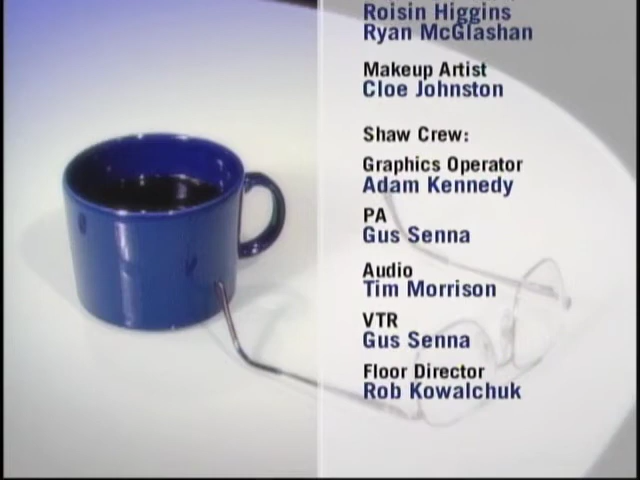 Roisin Higgins
Ryan McGlashan
Makeup Artist
Cloe Johnston
Shaw Crew:
Graphics Operator
Adam Kennedy
PA
Gus Senna
Audio
Tim Morrison
VTR
Gus Senna
Floor Director
Rob Kowalchuk